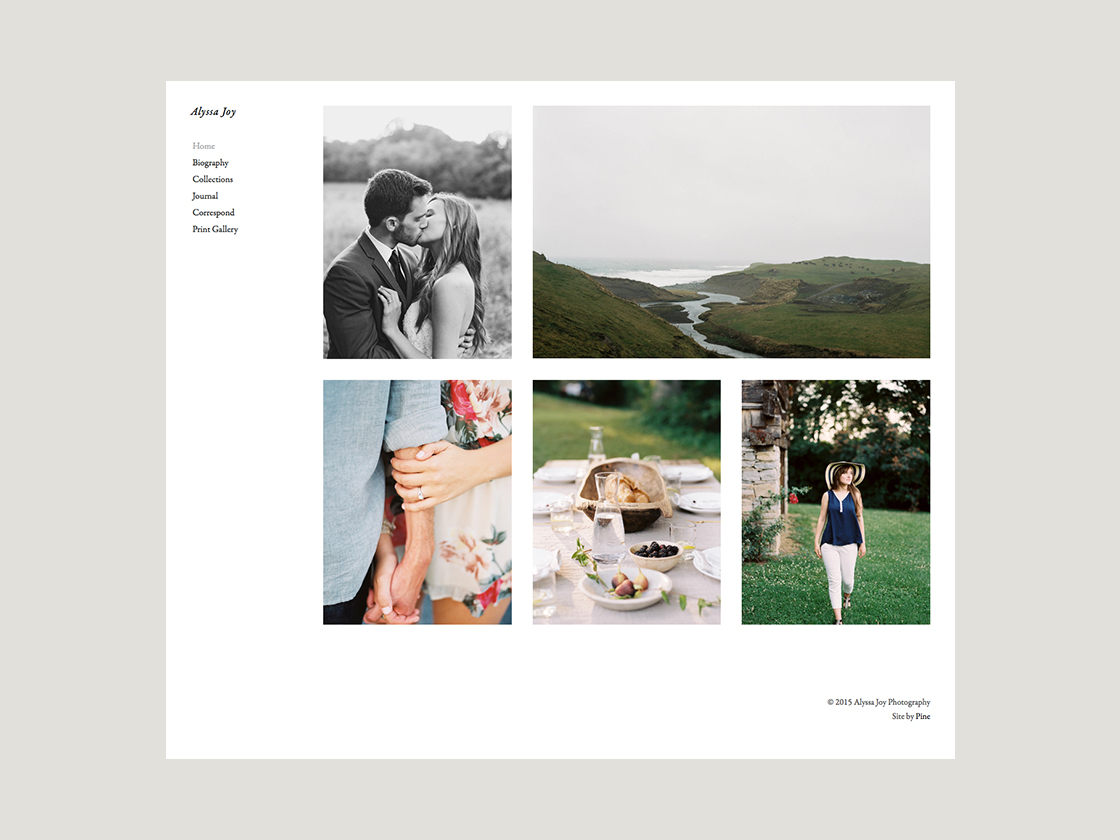 Alyssa Joy
Home
Biography
Collections
Journal
Correspond
Print Gallery
© 2015 Alyssa Joy Photography
Site by Pine